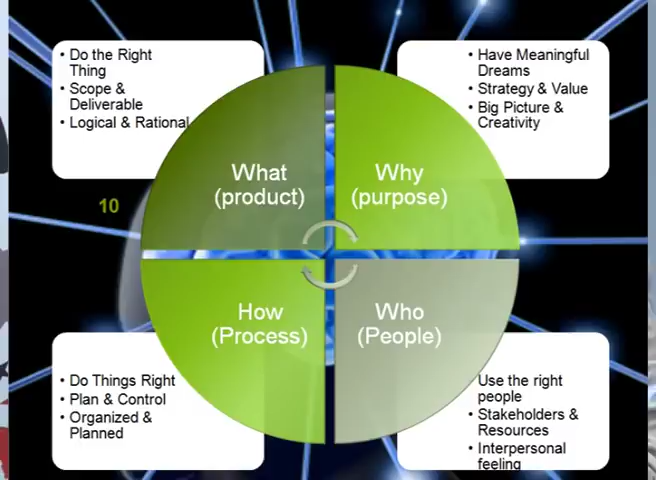 • Do the Right
Thing
• Scope &
Deliverable
• Logical & Rational
• Have Meaningful
Dreams
• Strategy & Value
• Big Picture &
Creativity
What
(product)
Why
(purpose)
10
How
(Process)
Who
(People)
• Do Things Right
• Plan & Control
• Organized &
Planned
• Use the right
people
• Stakeholders &
Resources
• Interpersonal
feeling